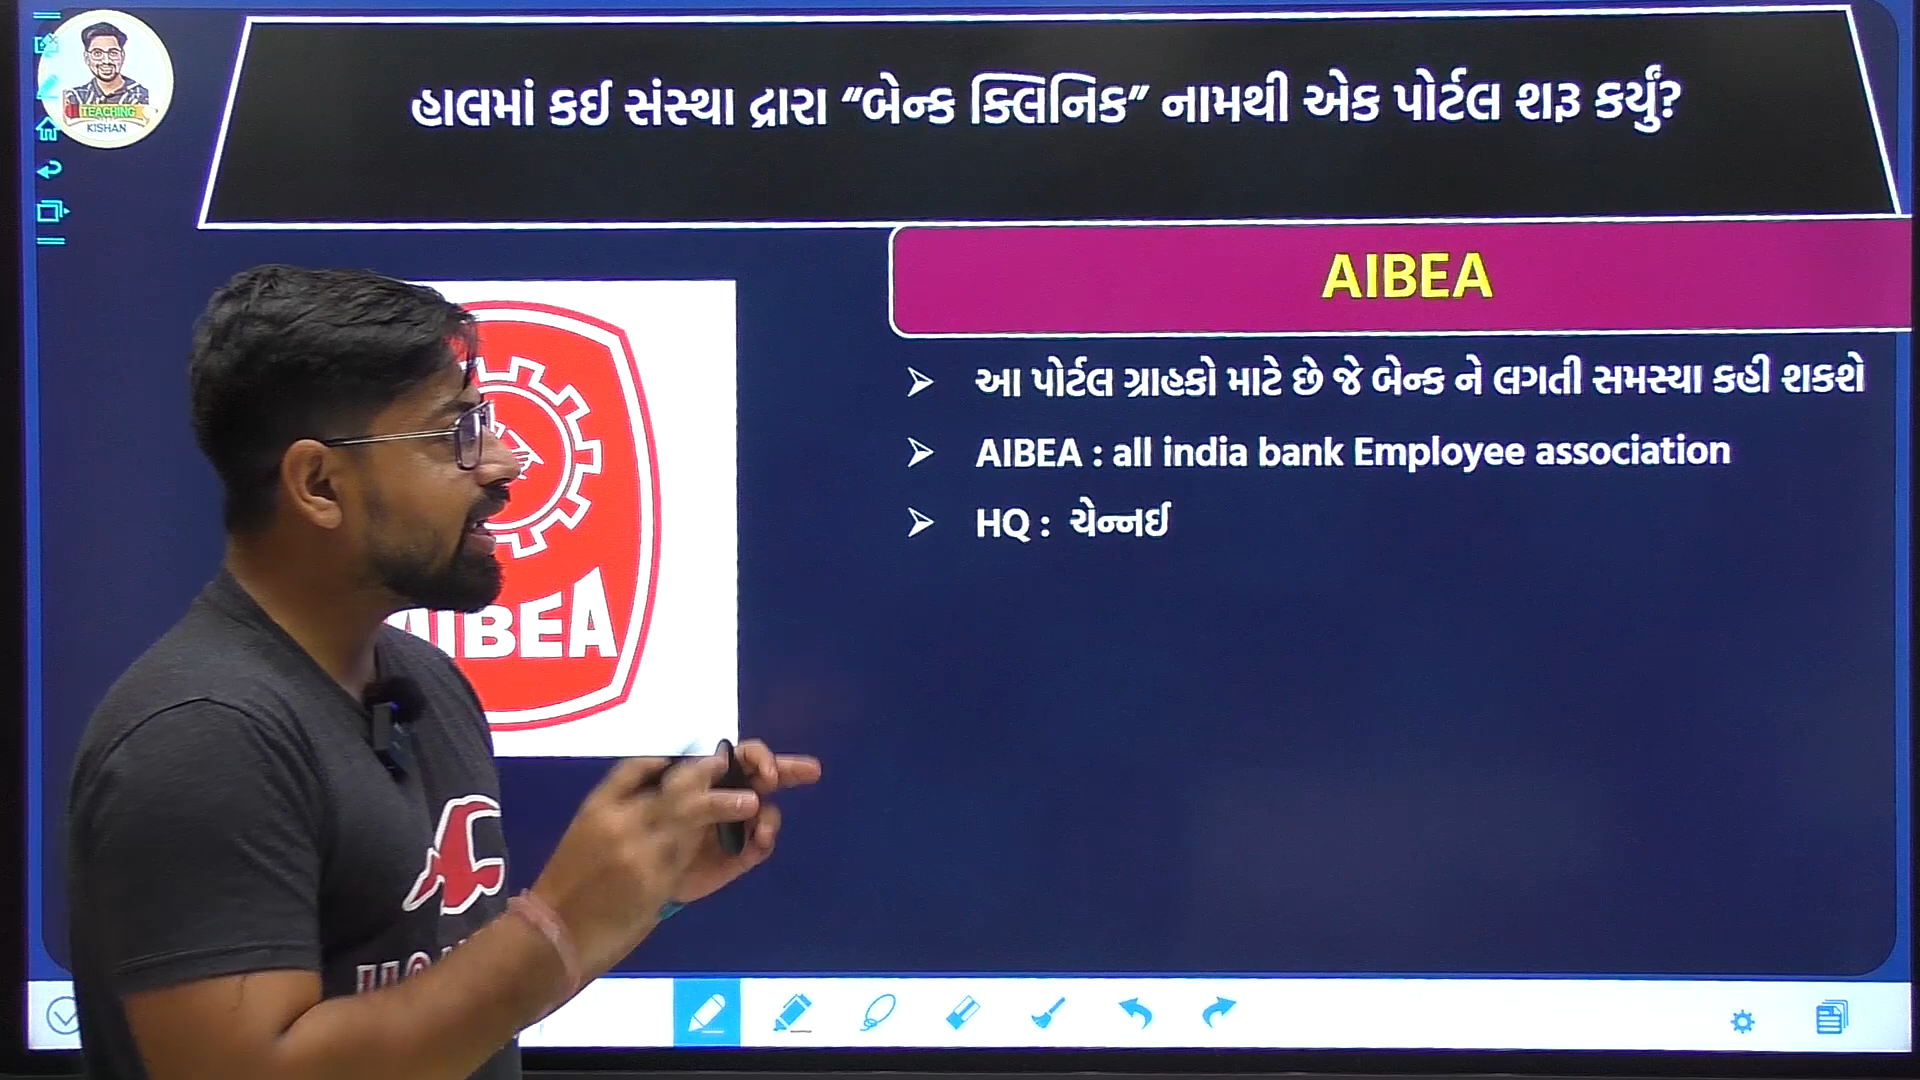 TEACHING
KISHAN
હાલમાં કઈ સંસ્થા દ્વારા “બેન્ક ક્લિનિક” નામથી એક પોર્ટલ શરૂ કર્યું?
AIBEA
આ પોર્ટલ ગ્રાહકો માટે છે જે બેન્ક ને લગતી સમસ્યા કહી શકશે
AIBEA : all india bank Employee association
HQ : ચેન્નઈ
AIBEA